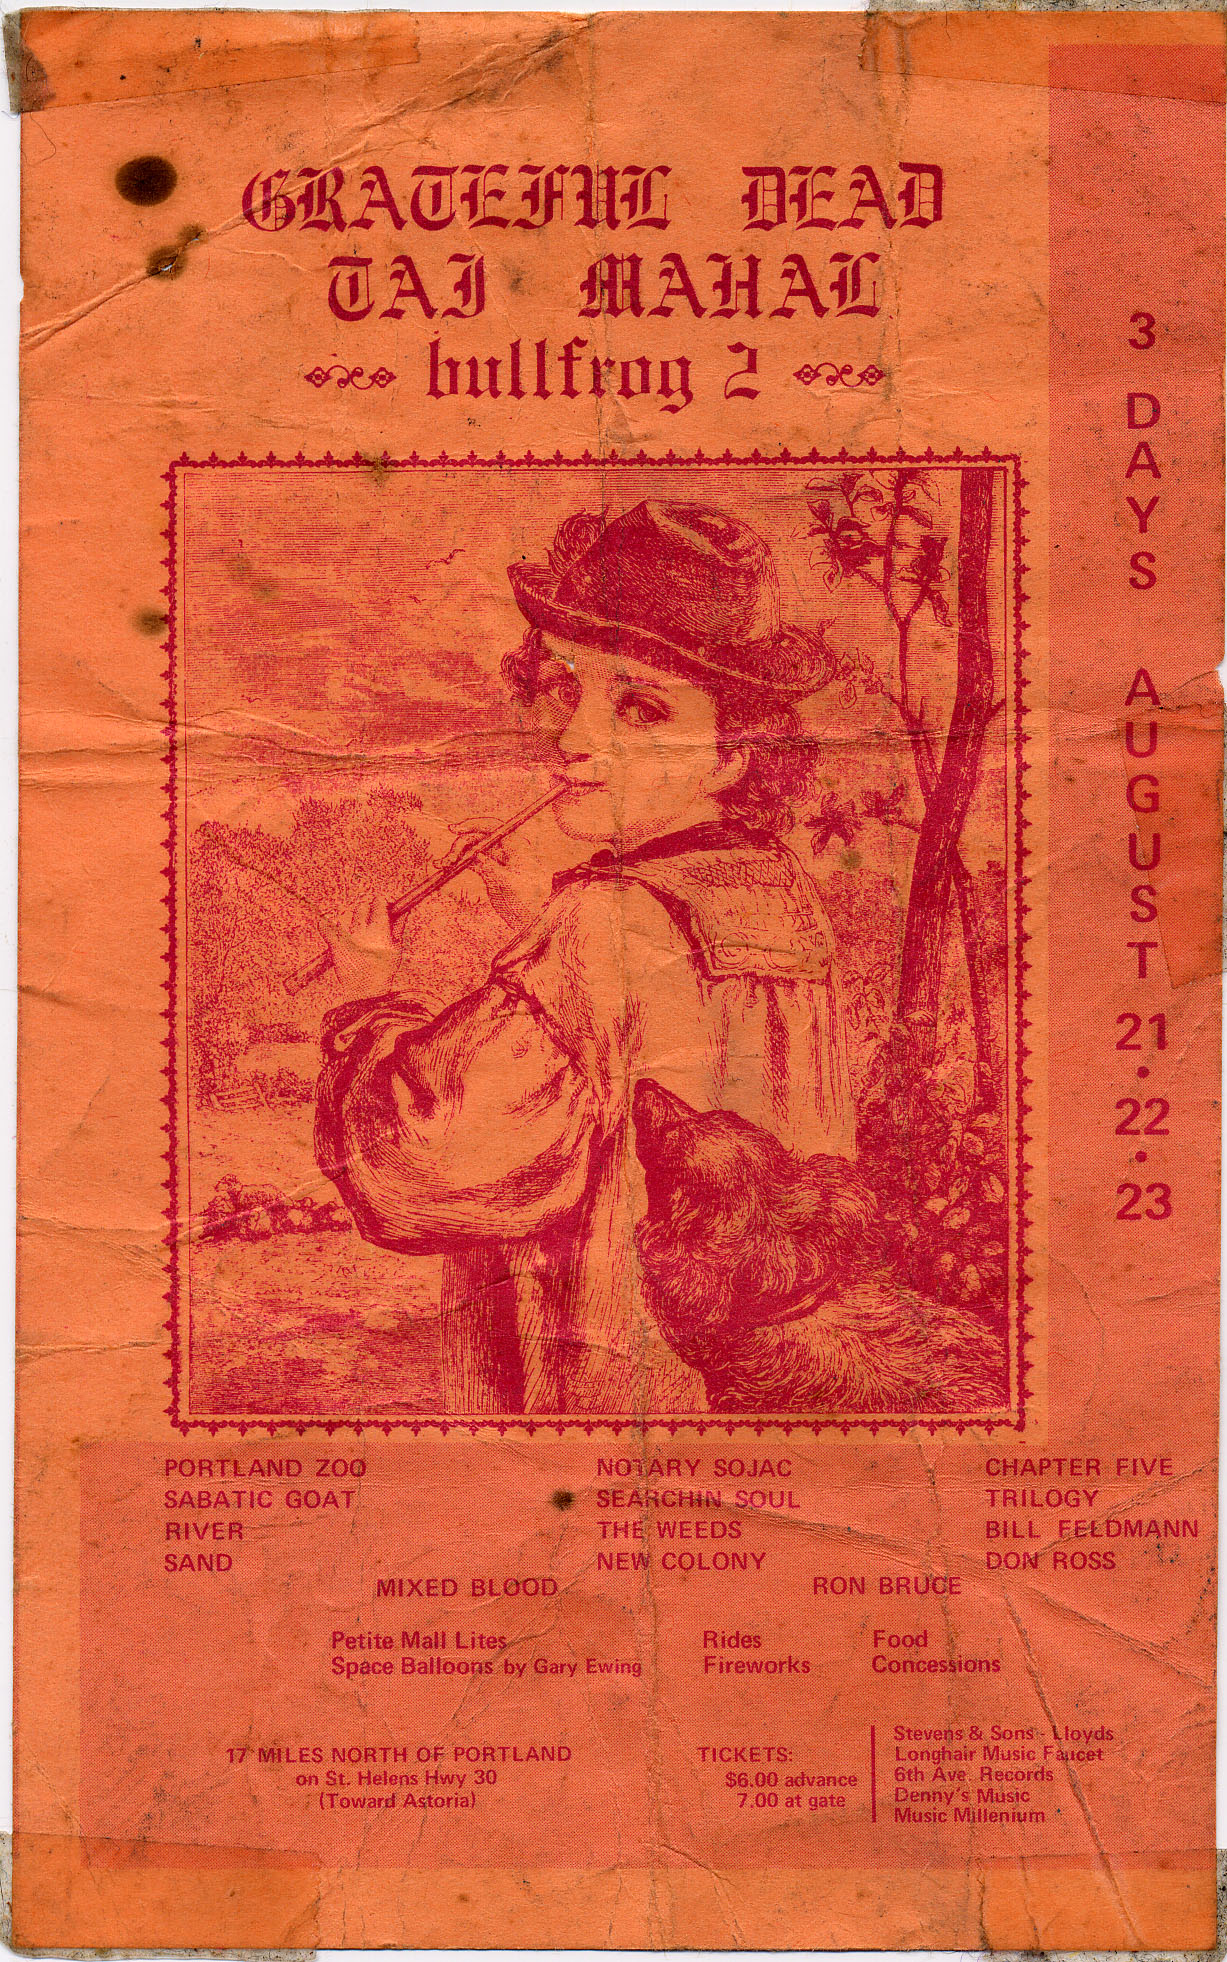 GRATEFUL DEAD
TAJ MAHAL
bullfrog 2
3 DAYS AUGUST 21 • 22 • 23
PORTLAND ZOO
SABATIC GOAT
RIVER
SAND
NOTARY SOJAC
SEARCHIN SOUL
THE WEEDS
NEW COLONY
CHAPTER FIVE
TRILOGY
BILL FELDMANN
DON ROSS
MIXED BLOOD
RON BRUCE
Petite Mall Lites
Space Balloons by Gary Ewing
Rides
Fireworks
Food
Concessions
17 MILES NORTH OF PORTLAND
on St. Helens Hwy 30
(Toward Astoria)
TICKETS:
$6.00 advance
7.00 at gate
Stevens & Sons - Lloyds
Longhair Music Faucet
6th Ave. Records
Denny's Music
Music Millenium